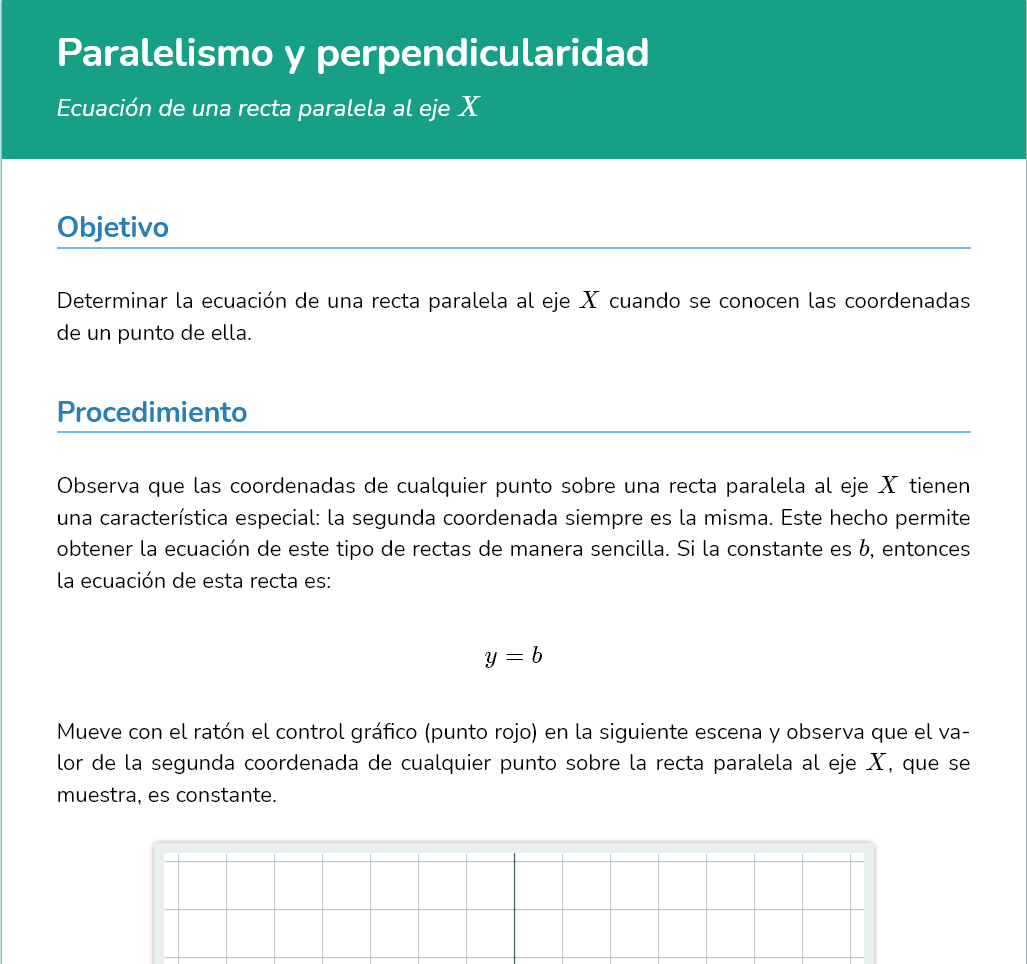 Paralelismo y perpendicularidad
Ecuación de una recta paralela al eje X
Objetivo
Determinar la ecuación de una recta paralela al eje X cuando se conocen las coordenadas
de un punto de ella.
Procedimiento
Observa que las coordenadas de cualquier punto sobre una recta paralela al eje X tienen
una característica especial: la segunda coordenada siempre es la misma. Este hecho permite
obtener la ecuación de este tipo de rectas de manera sencilla. Si la constante es b, entonces
la ecuación de esta recta es:
y = b
Mueve con el ratón el control gráfico (punto rojo) en la siguiente escena y observa que el va-
lor de la segunda coordenada de cualquier punto sobre la recta paralela al eje X, que se
muestra, es constante.